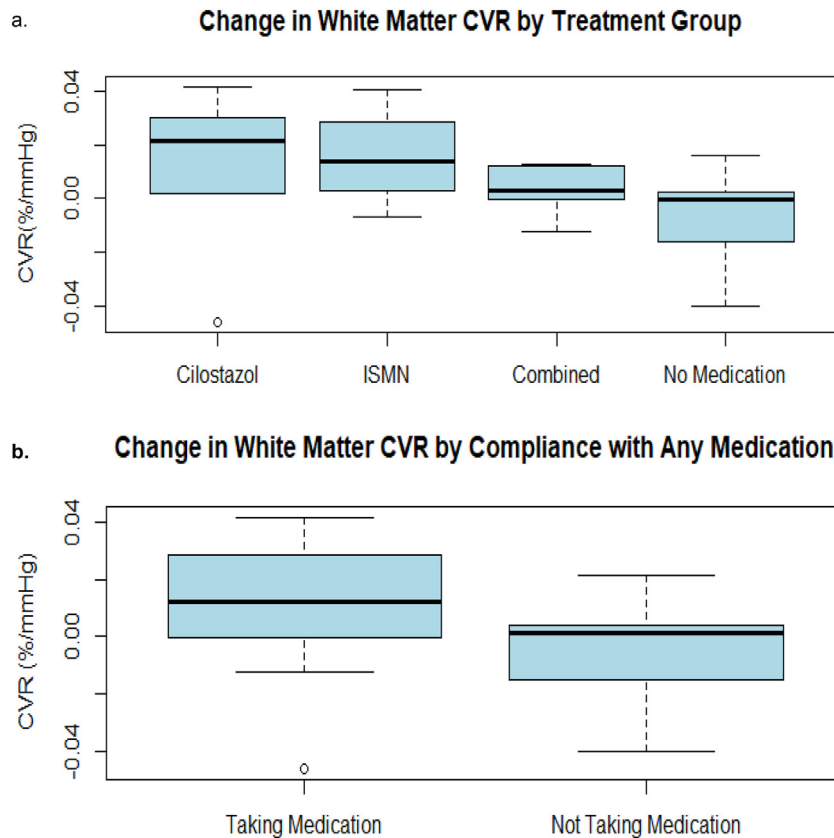 a.
Change in White Matter CVR by Treatment Group
CVR(%/mmHg)
0.04
0.00
-0.04
Cilostazol ISMN Combined No Medication
b.
Change in White Matter CVR by Compliance with Any Medication
CVR (%/mmHg)
0.04
0.00
-0.04
Taking Medication Not Taking Medication